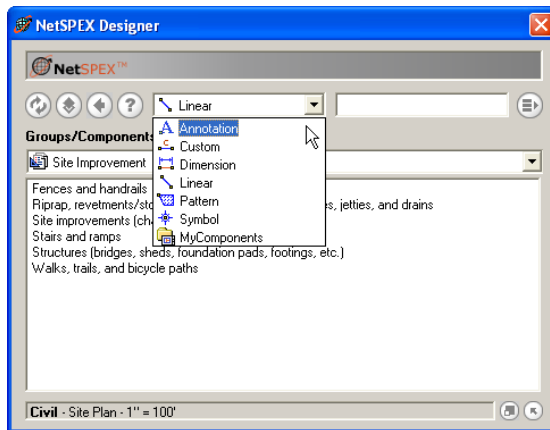 NetSPEX Designer
NetSPEX™
Linear
Annotation
Custom
Dimension
Linear
Pattern
Symbol
MyComponents
Groups/Components
Site Improvement
Fences and handrails
Riprap, revetments/sto s, jetties, and drains
Site improvements (ch
Stairs and ramps
Structures (bridges, sheds, foundation pads, footings, etc.)
Walks, trails, and bicycle paths
Civil - Site Plan - 1'' = 100'